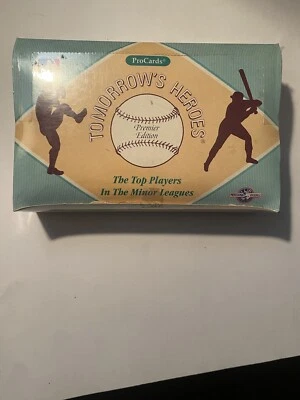 ProCards®
TOMORROW'S HEROES®
Premier
Edition
The Top Players
In The Minor Leagues